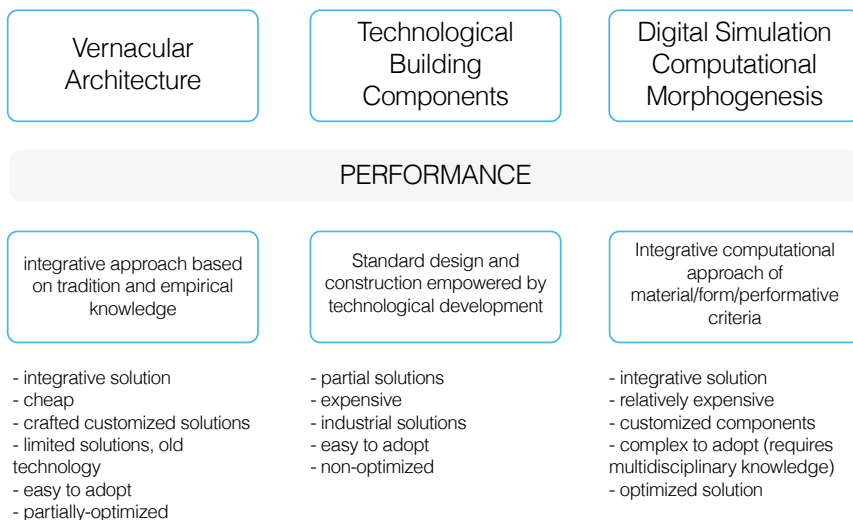 Vernacular
Architecture
Technological
Building
Components
Digital Simulation
Computational
Morphogenesis
PERFORMANCE
integrative approach based
on tradition and empirical
knowledge
Standard design and
construction empowered by
technological development
Integrative computational
approach of
material/form/performative
criteria
- integrative solution
- cheap
- crafted customized solutions
- limited solutions, old
technology
- easy to adopt
- partially-optimized
- partial solutions
- expensive
- industrial solutions
- easy to adopt
- non-optimized
- integrative solution
- relatively expensive
- customized components
- complex to adopt (requires
multidisciplinary knowledge)
- optimized solution